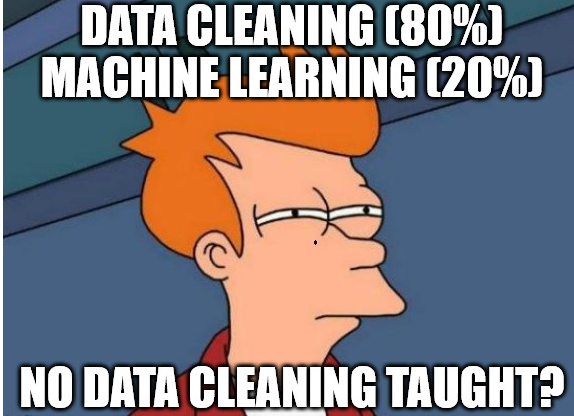 DATA CLEANING (80%)
MACHINE LEARNING (20%)
NO DATA CLEANING TAUGHT?